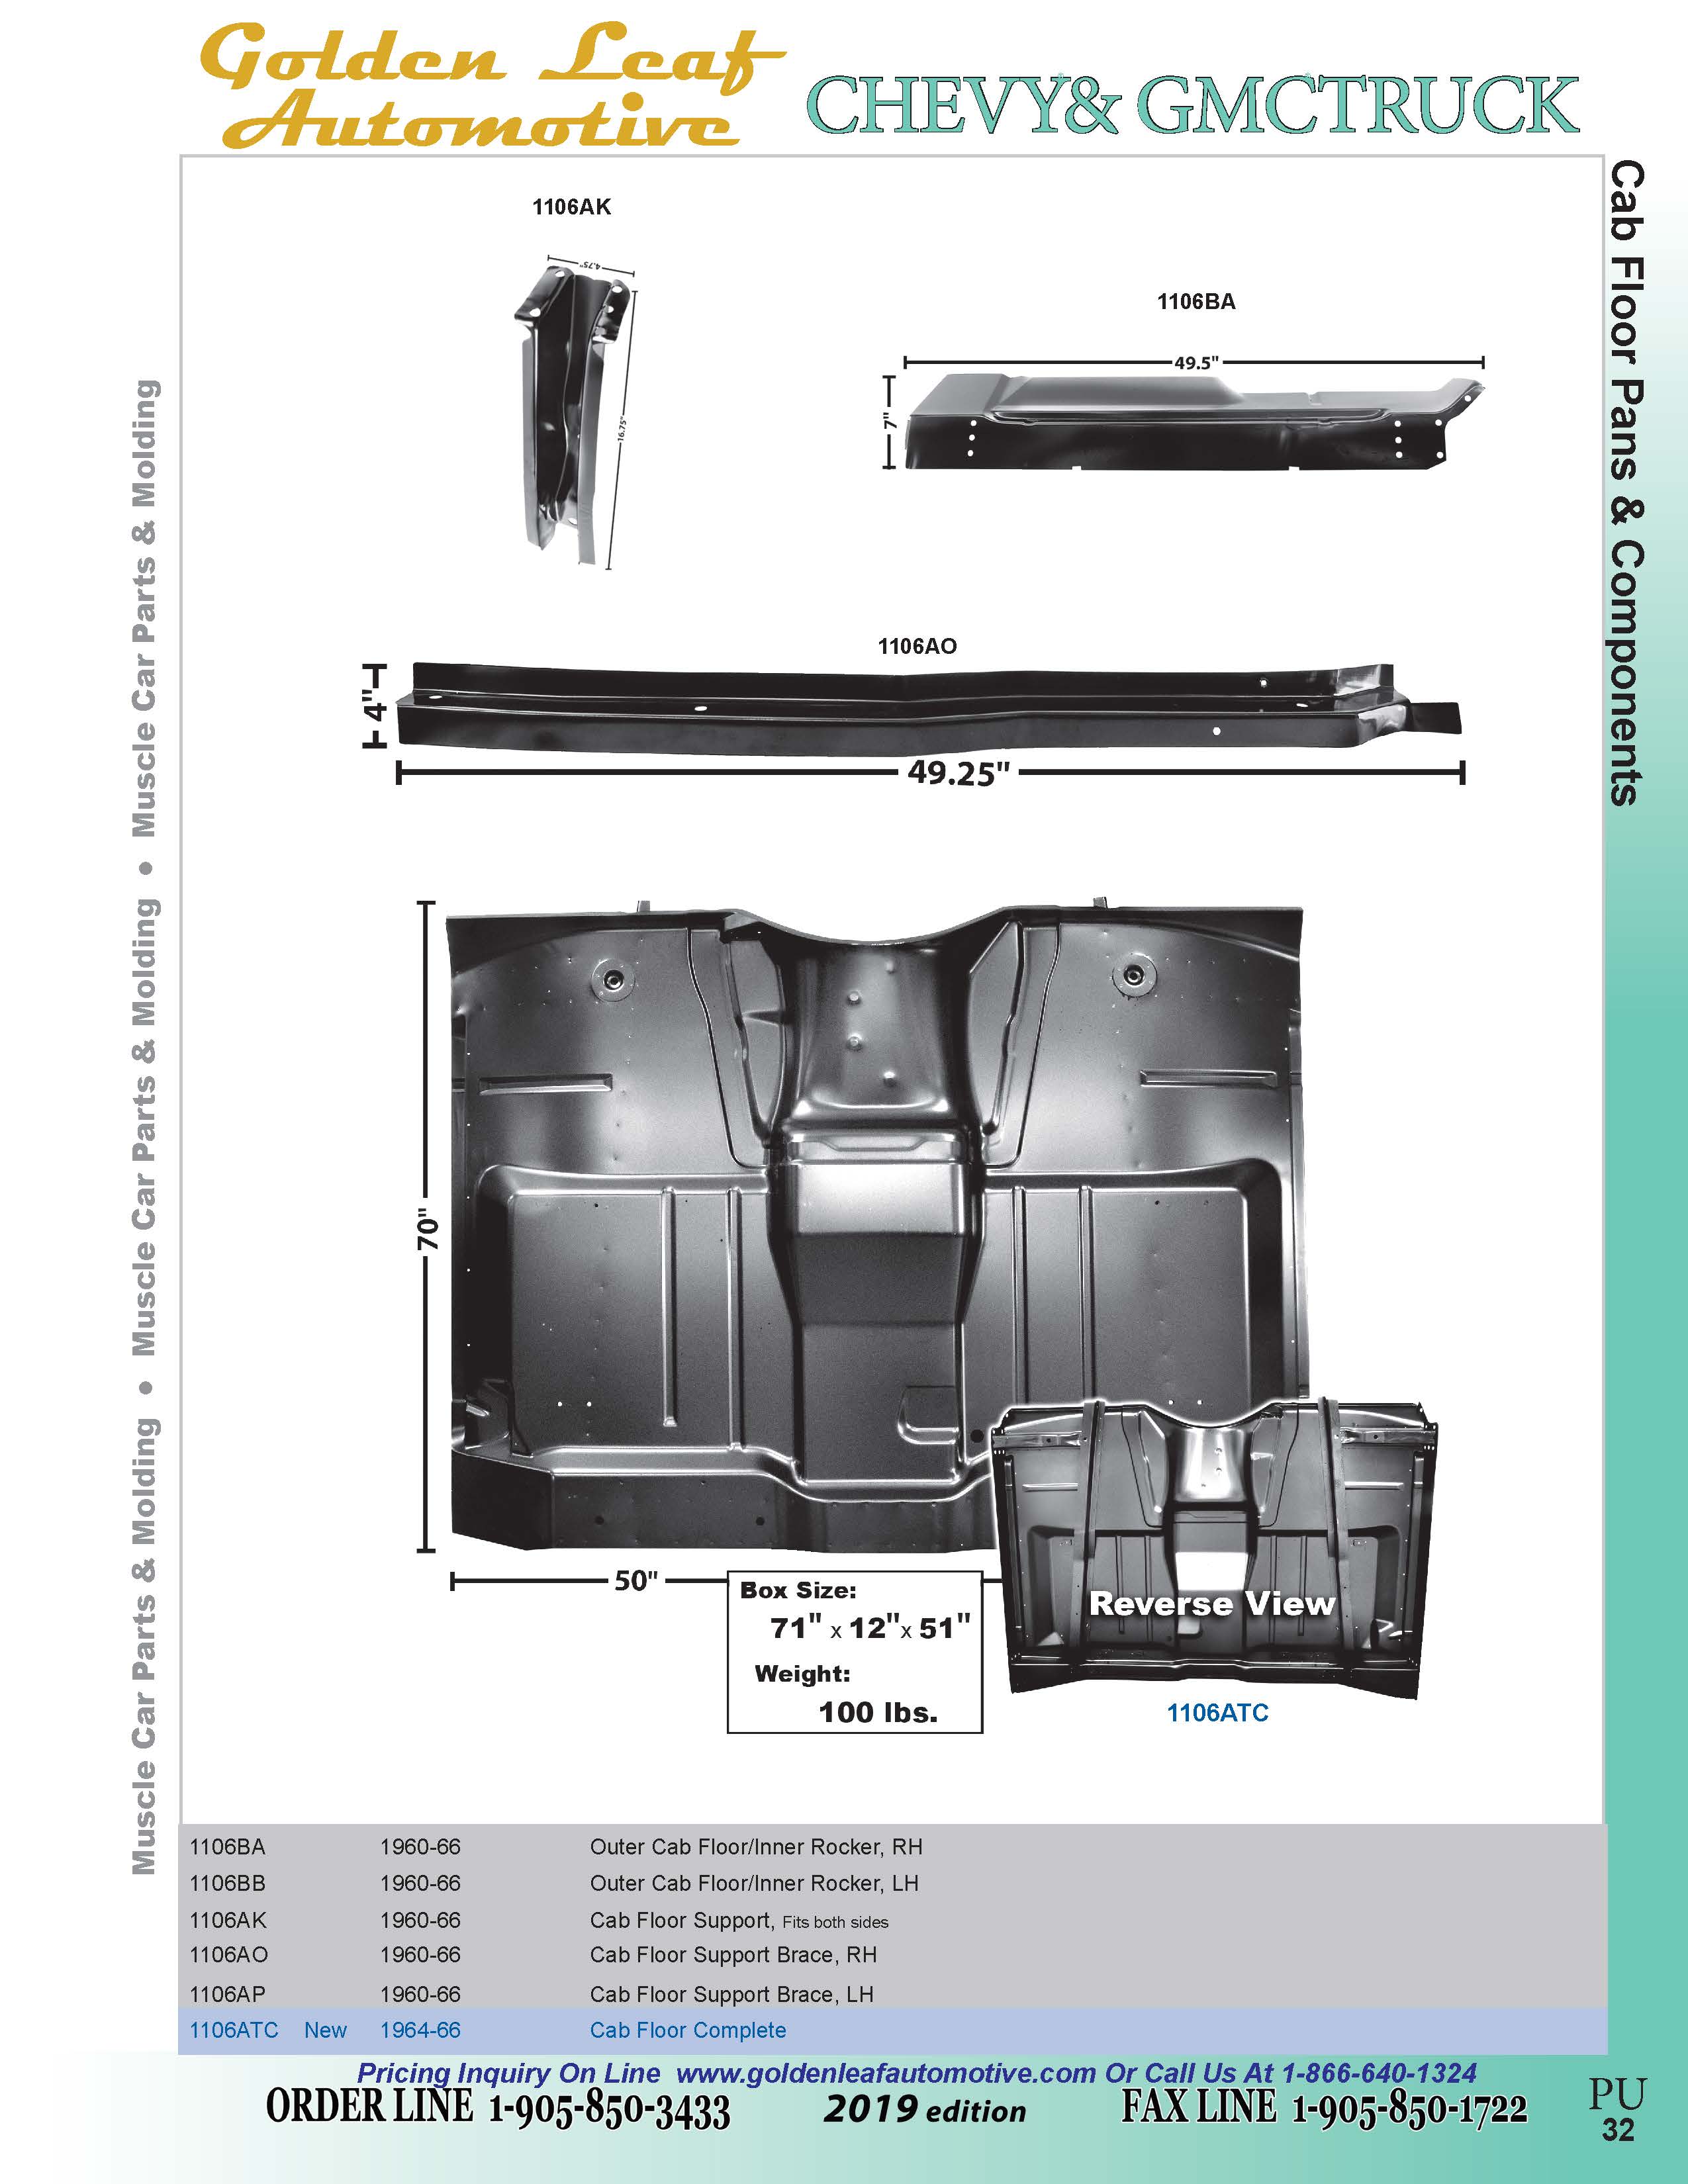 Golden Leaf
Automotive
CHEVY® & GMC® TRUCK
Cab Floor Pans & Components
Muscle Car Parts & Molding • Muscle Car Parts & Molding • Muscle Car Parts & Molding
1106AK
4.75"
16.75"
1106BA
49.5"
7"
1106AO
4"
49.25"
70"
50"
Box Size:
71" x 12" x 51"
Weight:
100 lbs.
Reverse View
1106ATC
1106BA 1960-66 Outer Cab Floor/Inner Rocker, RH
1106BB 1960-66 Outer Cab Floor/Inner Rocker, LH
1106AK 1960-66 Cab Floor Support, Fits both sides
1106AO 1960-66 Cab Floor Support Brace, RH
1106AP 1960-66 Cab Floor Support Brace, LH
1106ATC New 1964-66 Cab Floor Complete
Pricing Inquiry On Line www.goldenleafautomotive.com Or Call Us At 1-866-640-1324
ORDER LINE 1-905-850-3433 2019 edition FAX LINE 1-905-850-1722
PU
32